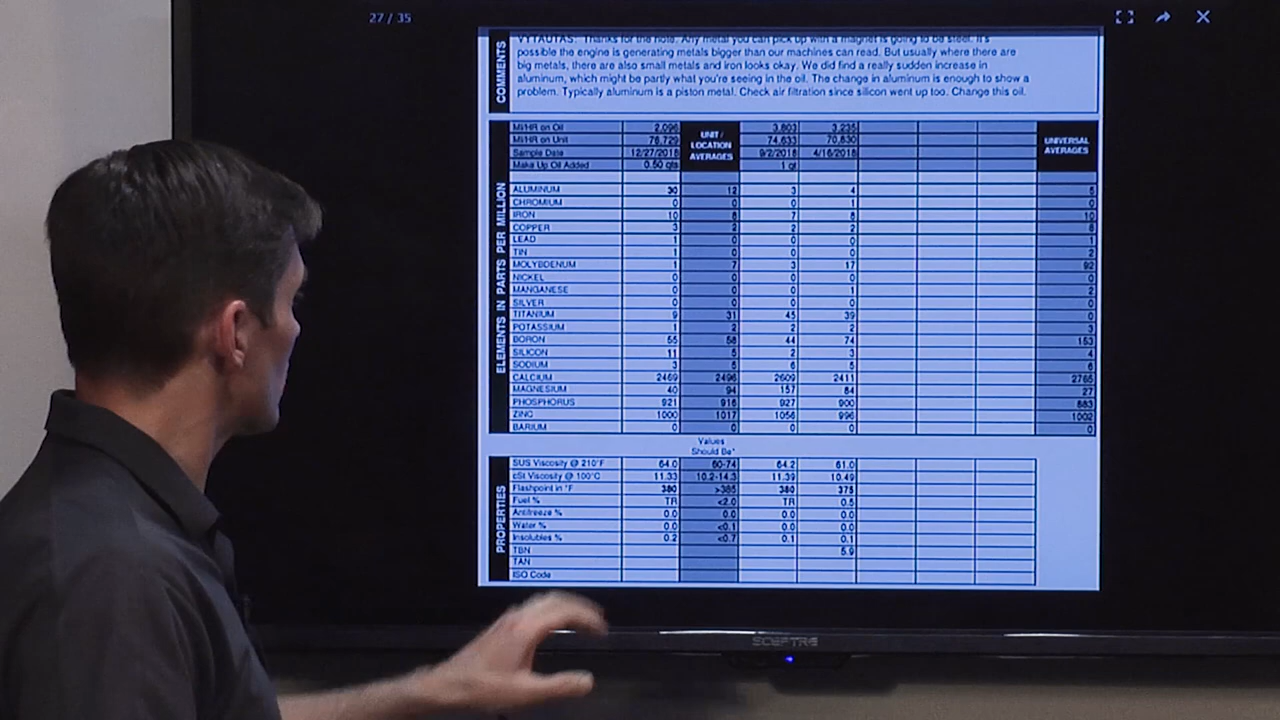 27 / 35
VYTAUTAS: Thanks for the note. Any metal you can pick up with a magnet is going to be steel. It's
possible the engine is generating metals bigger than our machines can read. But usually where there are
big metals, there are also small metals and iron looks okay. We did find a really sudden increase in
aluminum, which might be partly what you're seeing in the oil. The change in aluminum is enough to show a
problem. Typically aluminum is a piston metal. Check air filtration since silicon went up too. Change this oil.
COMMENTS
MI/HR on Oil 2,096 3,803 3,235
MI/HR on Unit 76,729 74,633 70,830
Sample Date 12/27/2018 9/2/2018 4/16/2018
Make Up Oil Added 0.50 qts 1 qt
UNIT /
LOCATION
AVERAGES
UNIVERSAL
AVERAGES
ELEMENTS IN PARTS PER MILLION
ALUMINUM 30 12 3 4 5
CHROMIUM 0 0 0 1 0
IRON 10 8 7 8 10
COPPER 3 2 2 2 6
LEAD 1 0 0 0 1
TIN 1 0 0 0 2
MOLYBDENUM 1 7 3 17 92
NICKEL 0 0 0 0 0
MANGANESE 0 0 0 1 2
SILVER 0 0 0 0 0
TITANIUM 9 31 45 39 0
POTASSIUM 1 2 2 2 3
BORON 55 58 44 74 153
SILICON 11 5 2 3 4
SODIUM 3 5 6 5 6
CALCIUM 2469 2496 2609 2411 2765
MAGNESIUM 40 94 157 84 27
PHOSPHORUS 921 916 927 900 883
ZINC 1000 1017 1056 996 1002
BARIUM 0 0 0 0 0
Values
Should Be*
PROPERTIES
SUS Viscosity @ 210°F 64.0 60-74 64.2 61.0
cSt Viscosity @ 100°C 11.33 10.2-14.3 11.39 10.49
Flashpoint in °F 380 >385 380 375
Fuel % TR <2.0 TR 0.5
Antifreeze % 0.0 0.0 0.0 0.0
Water % 0.0 <0.1 0.0 0.0
Insolubles % 0.2 <0.7 0.1 0.1
TBN 5.9
TAN
ISO Code
SCEPTRE